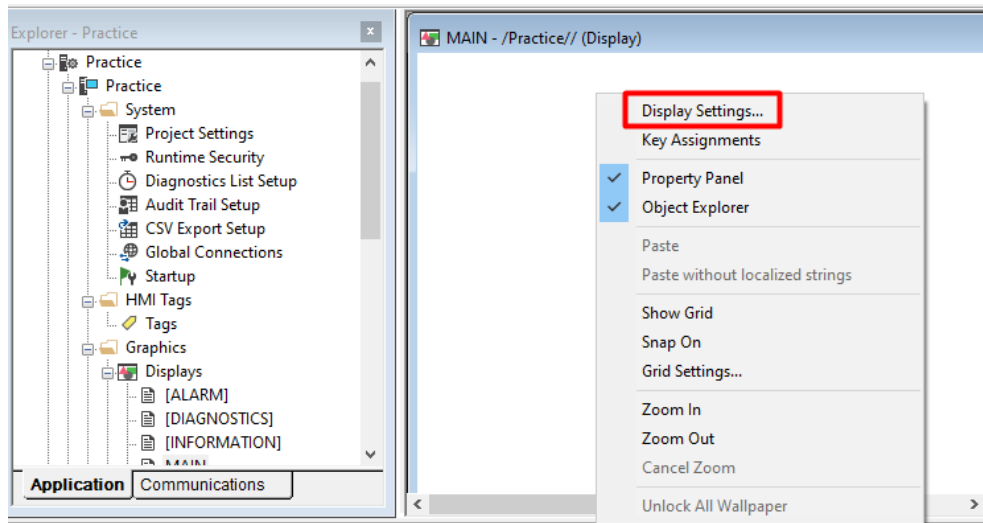 Explorer - Practice
x
Practice
Practice
System
Project Settings
Runtime Security
Diagnostics List Setup
Audit Trail Setup
CSV Export Setup
Global Connections
Startup
HMI Tags
Tags
Graphics
Displays
[ALARM]
[DIAGNOSTICS]
[INFORMATION]
MAIN
Application
Communications
MAIN - /Practice// (Display)
Display Settings...
Key Assignments
Property Panel
Object Explorer
Paste
Paste without localized strings
Show Grid
Snap On
Grid Settings...
Zoom In
Zoom Out
Cancel Zoom
Unlock All Wallpaper